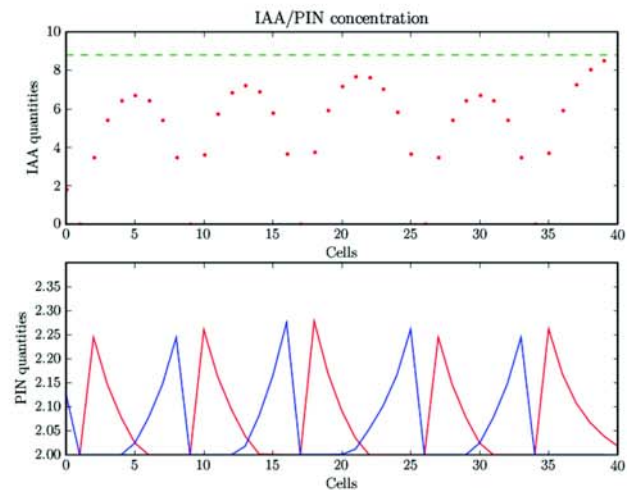 IAA/PIN concentration
10
8
6
4
2
0
IAA quantities
0 5 10 15 20 25 30 35 40
Cells
2.35
2.30
2.25
2.20
2.15
2.10
2.05
2.00
PIN quantities
0 5 10 15 20 25 30 35 40
Cells